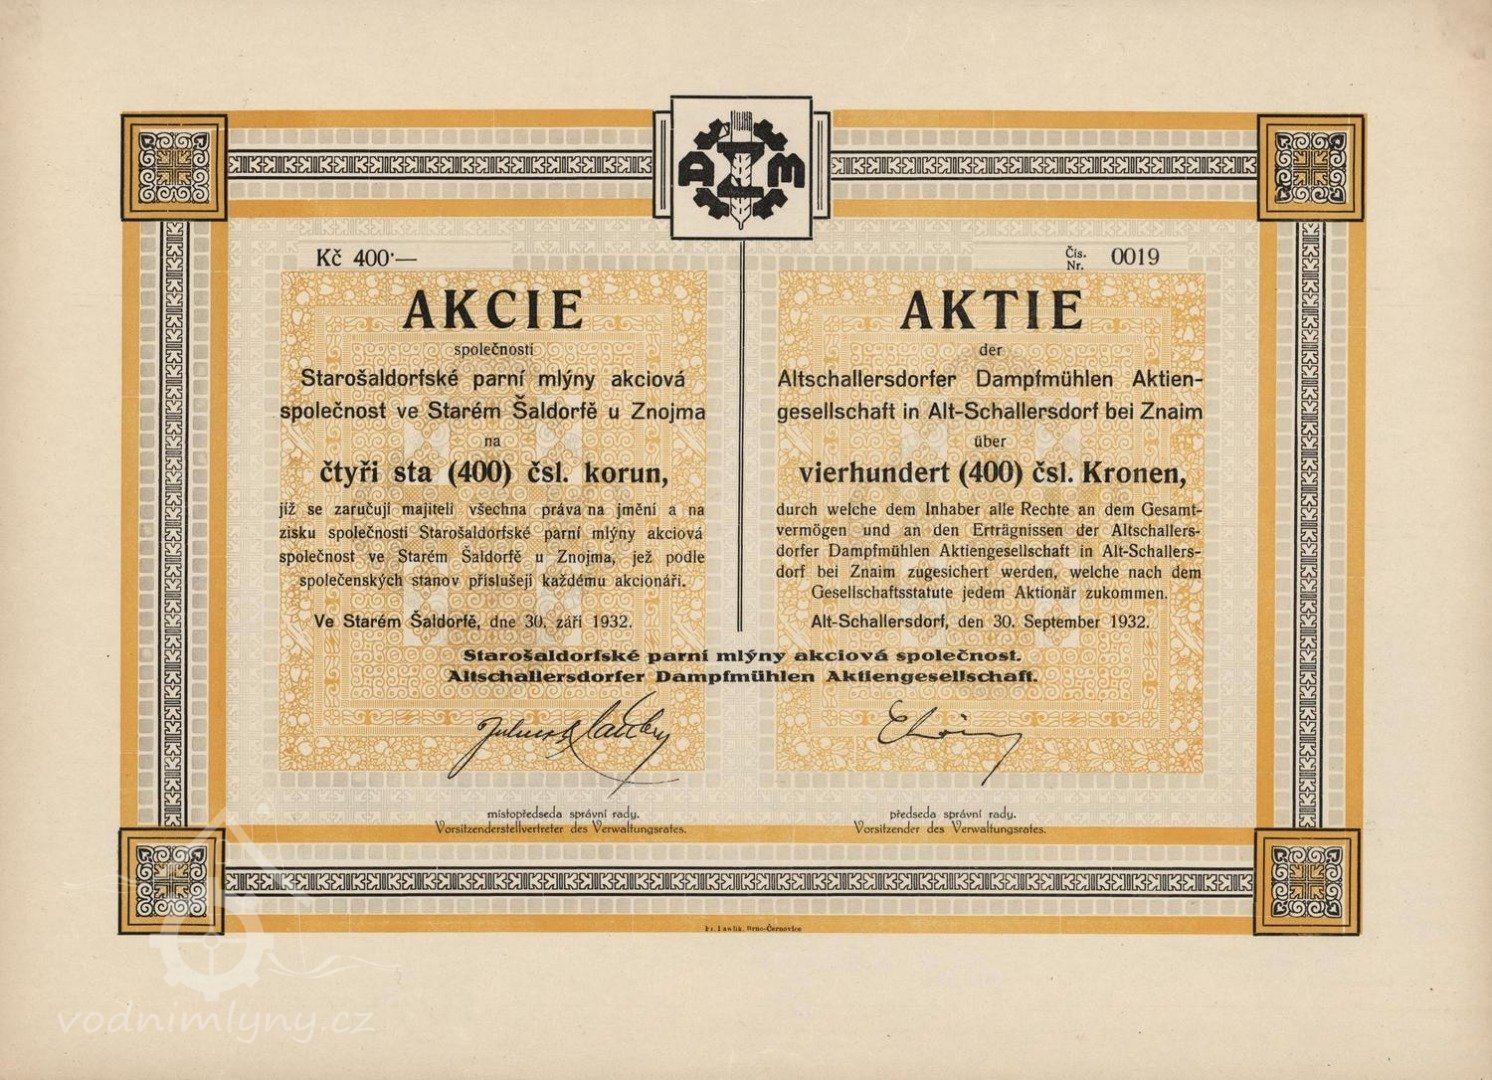 A Z M
Kč 400·—
AKCIE
společnosti
Starošaldorfské parní mlýny akciová
společnost ve Starém Šaldorfě u Znojma
na
čtyři sta (400) čsl. korun,
jíž se zaručují majiteli všechna práva na jmění a na
zisku společnosti Starošaldorfské parní mlýny akciová
společnost ve Starém Šaldorfě u Znojma, jež podle
společenských stanov příslušejí každému akcionáři.
Ve Starém Šaldorfě, dne 30. září 1932.
Čís.
Nr. 0019
AKTIE
der
Altschallersdorfer Dampfmühlen Aktien-
gesellschaft in Alt-Schallersdorf bei Znaim
über
vierhundert (400) čsl. Kronen,
durch welche dem Inhaber alle Rechte an dem Gesamt-
vermögen und an den Erträgnissen der Altschallers-
dorfer Dampfmühlen Aktiengesellschaft in Alt-Schallers-
dorf bei Znaim zugesichert werden, welche nach dem
Gesellschaftsstatute jedem Aktionär zukommen.
Alt-Schallersdorf, den 30. September 1932.
Starošaldorfské parní mlýny akciová společnost.
Altschallersdorfer Dampfmühlen Aktiengesellschaft.
místopředseda správní rady.
Vorsitzenderstellvertreter des Verwaltungsrates.
předseda správní rady.
Vorsitzender des Verwaltungsrates.
Brno-Černovice
vodnimlyny.cz